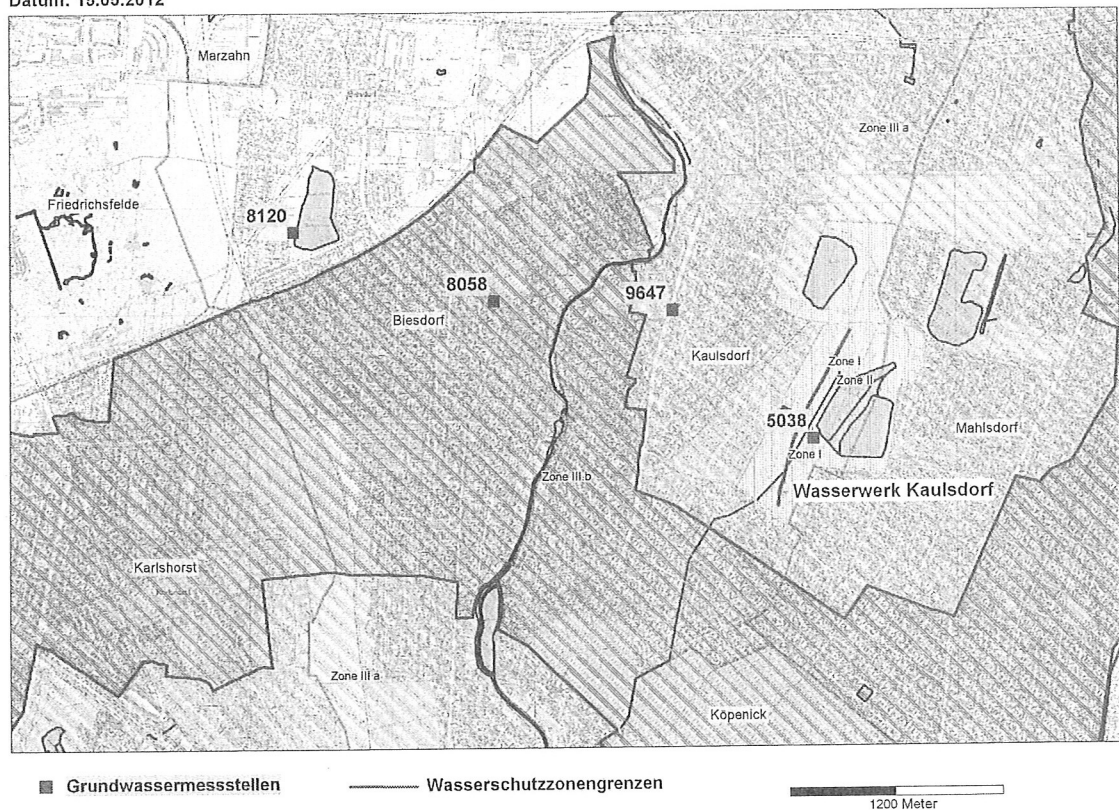 Datum: 15.05.2012
Marzahn
Zone III a
Friedrichsfelde
8120
8058
9647
Biesdorf
Kaulsdorf
Zone I
Zone II
5038
Mahlsdorf
Zone I
Zone III b
Wasserwerk Kaulsdorf
Karlshorst
Zone III a
Köpenick
Grundwassermessstellen
Wasserschutzzonengrenzen
1200 Meter